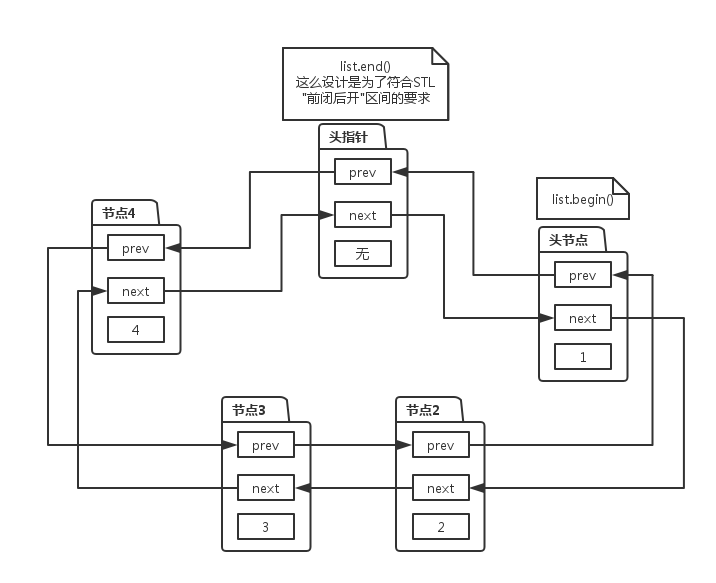 list.end()
这么设计是为了符合STL
"前闭后开"区间的要求
头指针
prev
next
无
list.begin()
头节点
prev
next
1
节点4
prev
next
4
节点3
prev
next
3
节点2
prev
next
2